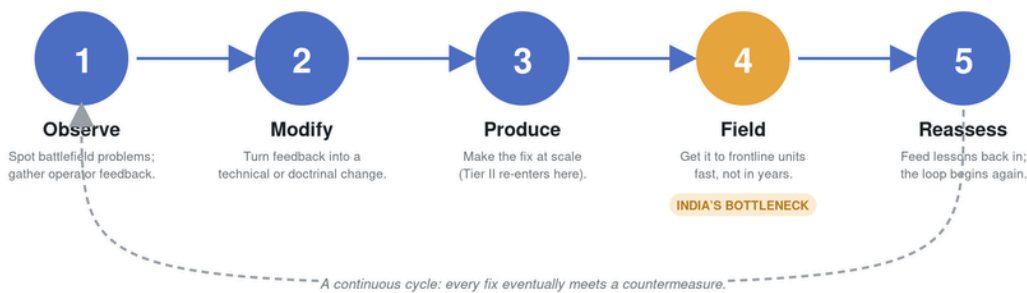 1
2
3
4
5
Observe
Modify
Produce
Field
Reassess
Spot battlefield problems;
gather operator feedback.
Turn feedback into a
technical or doctrinal change.
Make the fix at scale
(Tier II re-enters here).
Get it to frontline units
fast, not in years.
Feed lessons back in;
the loop begins again.
INDIA'S BOTTLENECK
A continuous cycle: every fix eventually meets a countermeasure.